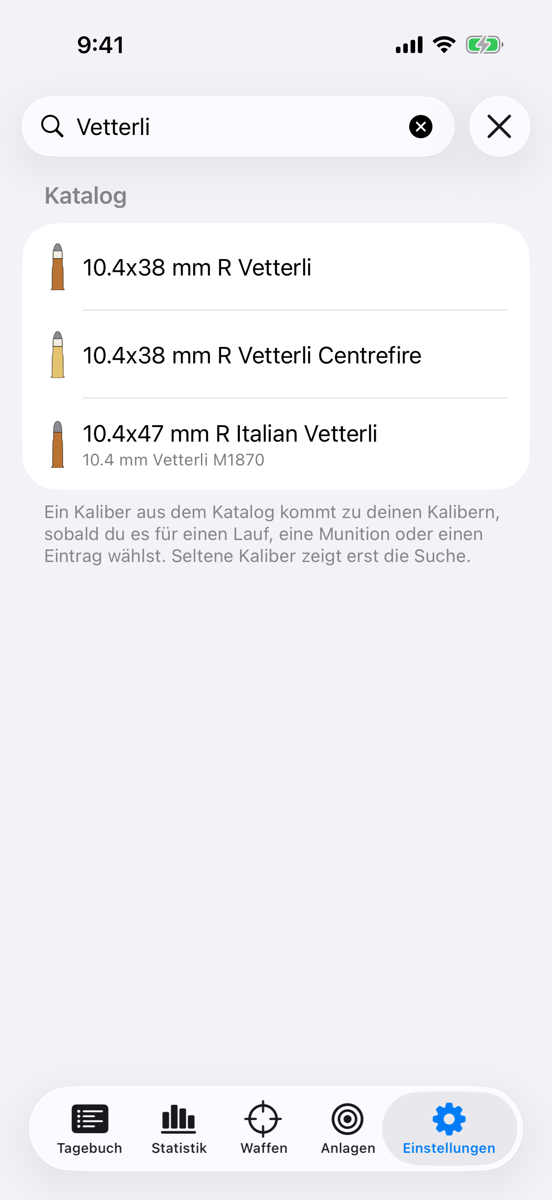 9:41
Vetterli
Katalog
10.4x38 mm R Vetterli
10.4x38 mm R Vetterli Centrefire
10.4x47 mm R Italian Vetterli
10.4 mm Vetterli M1870
Ein Kaliber aus dem Katalog kommt zu deinen Kalibern,
sobald du es für einen Lauf, eine Munition oder einen
Eintrag wählst. Seltene Kaliber zeigt erst die Suche.
Tagebuch
Statistik
Waffen
Anlagen
Einstellungen